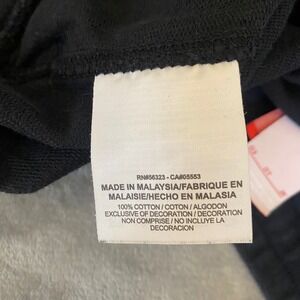 RN#56323 - CA#05553
MADE IN MALAYSIA/FABRIQUE EN
MALAISIE/HECHO EN MALASIA
100% COTTON / COTON / ALGODON
EXCLUSIVE OF DECORATION / DECORATION
NON COMPRISE / NO INCLUYE LA
DECORACION